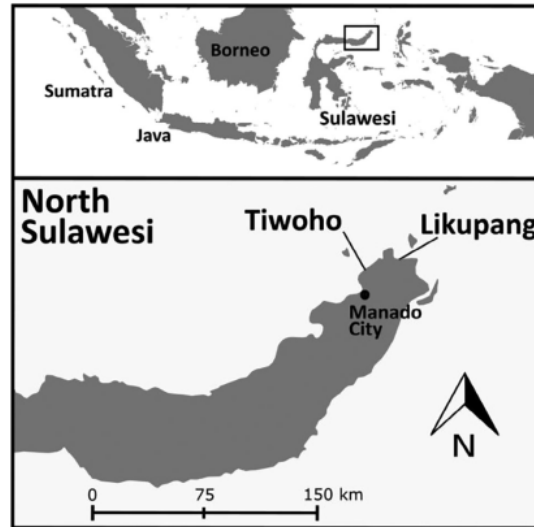 Borneo
Sumatra
Sulawesi
Java
North
Sulawesi
Tiwoho
Likupang
Manado
City
N
0 75 150 km